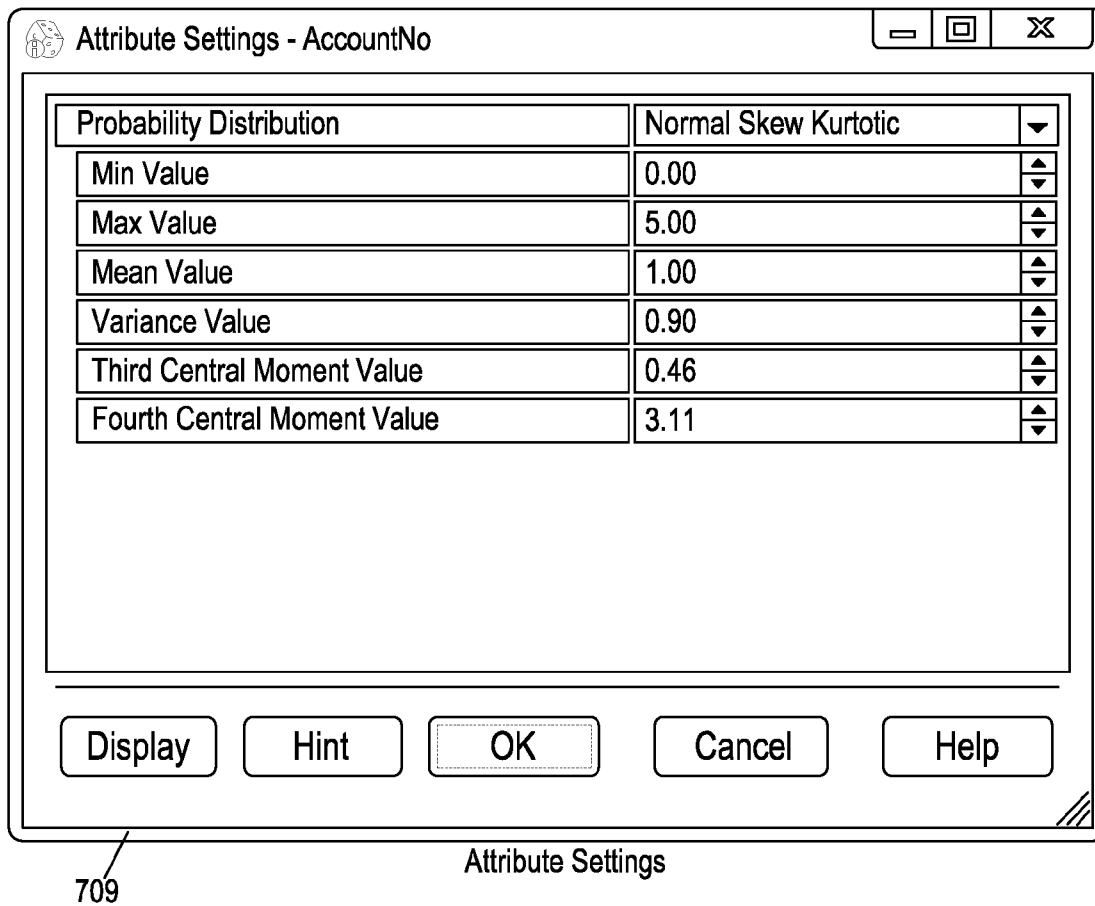 Attribute Settings - AccountNo
Probability Distribution Normal Skew Kurtotic
Min Value 0.00
Max Value 5.00
Mean Value 1.00
Variance Value 0.90
Third Central Moment Value 0.46
Fourth Central Moment Value 3.11
Display Hint OK Cancel Help
Attribute Settings
709